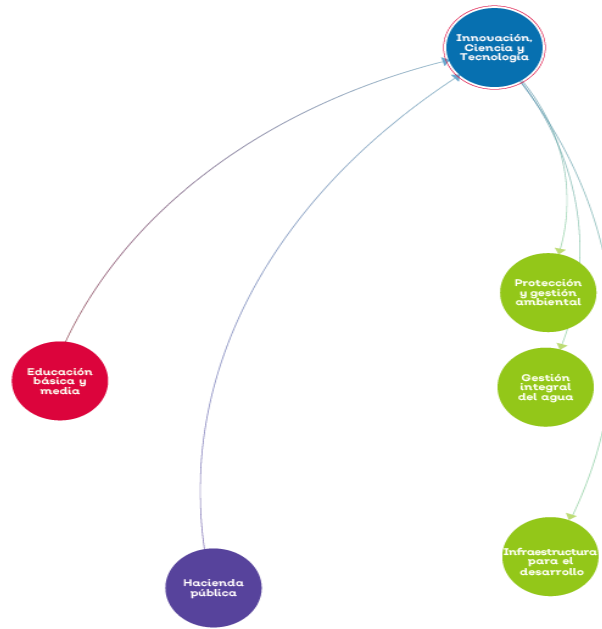 Innovación,
Ciencia y
Tecnología
Protección
y gestión
ambiental
Educación
básica y
media
Gestión
integral
del agua
Infraestructura
para el
desarrollo
Hacienda
pública